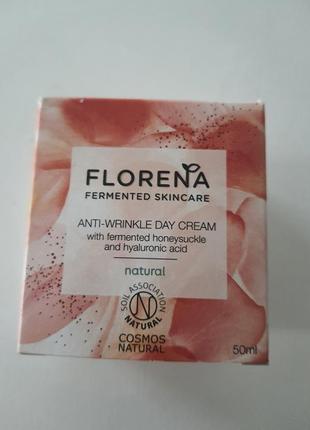 FLORENA
FERMENTED SKINCARE
ANTI-WRINKLE DAY CREAM
with fermented honeysuckle
and hyaluronic acid
natural
SOIL ASSOCIATION
N
NATURAL
COSMOS
NATURAL
50ml